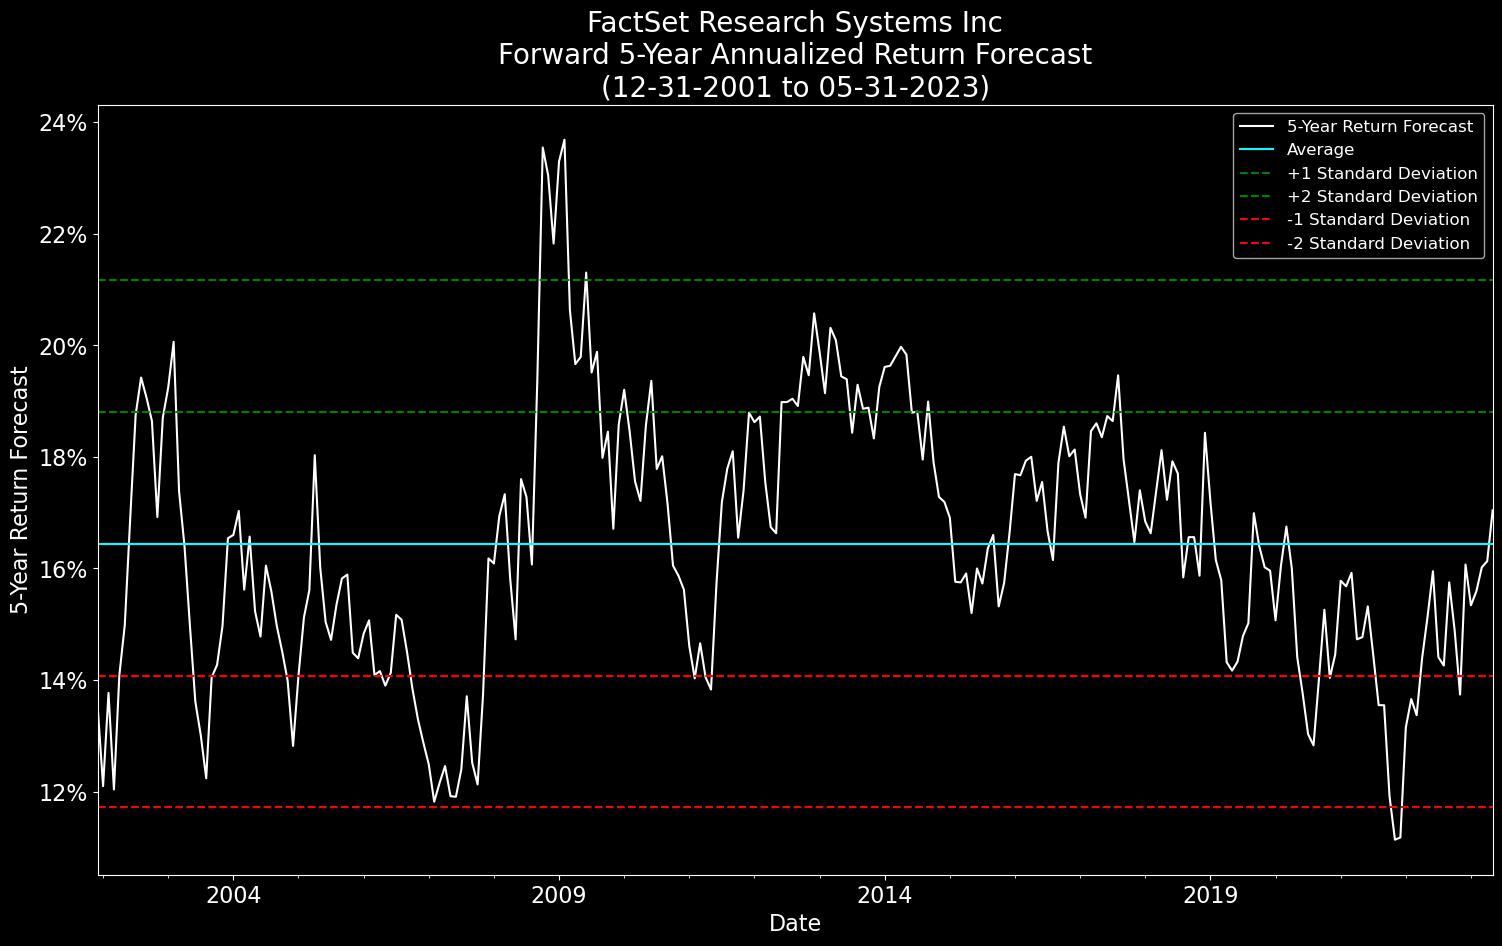 FactSet Research Systems Inc
Forward 5-Year Annualized Return Forecast
(12-31-2001 to 05-31-2023)
5-Year Return Forecast
24%
22%
20%
18%
16%
14%
12%
5-Year Return Forecast
Average
+1 Standard Deviation
+2 Standard Deviation
-1 Standard Deviation
-2 Standard Deviation
2004
2009
2014
2019
Date